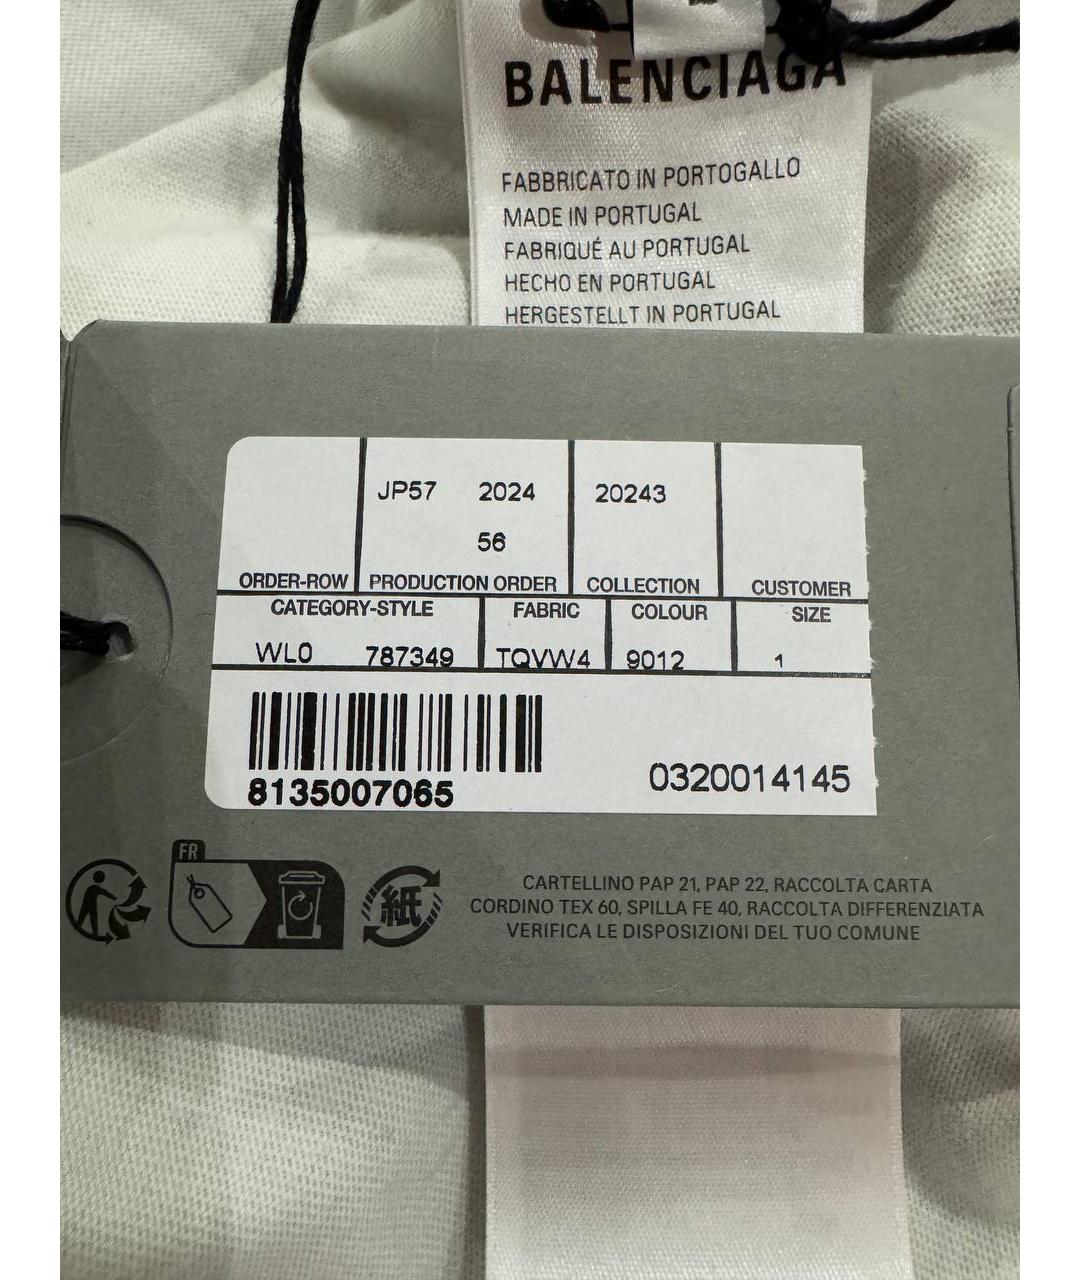 BALENCIAGA
FABBRICATO IN PORTOGALLO
MADE IN PORTUGAL
FABRIQUÉ AU PORTUGAL
HECHO EN PORTUGAL
HERGESTELLT IN PORTUGAL
JP57 2024 20243
56
ORDER-ROW PRODUCTION ORDER COLLECTION CUSTOMER
CATEGORY-STYLE FABRIC COLOUR SIZE
WL0 787349 TQVW4 9012 1
8135007065 0320014145
FR
紙
CARTELLINO PAP 21, PAP 22, RACCOLTA CARTA
CORDINO TEX 60, SPILLA FE 40, RACCOLTA DIFFERENZIATA
VERIFICA LE DISPOSIZIONI DEL TUO COMUNE